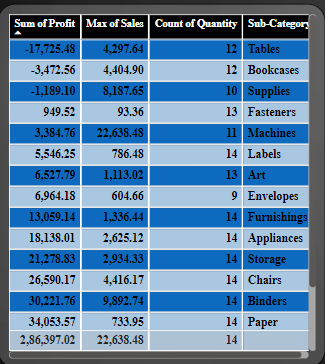 Sum of Profit Max of Sales Count of Quantity Sub-Category
-17,725.48 4,297.64 12 Tables
-3,472.56 4,404.90 12 Bookcases
-1,189.10 8,187.65 10 Supplies
949.52 93.36 13 Fasteners
3,384.76 22,638.48 11 Machines
5,546.25 786.48 14 Labels
6,527.79 1,113.02 13 Art
6,964.18 604.66 9 Envelopes
13,059.14 1,336.44 14 Furnishings
18,138.01 2,625.12 14 Appliances
21,278.83 2,934.33 14 Storage
26,590.17 4,416.17 14 Chairs
30,221.76 9,892.74 14 Binders
34,053.57 733.95 14 Paper
2,86,397.02 22,638.48 14